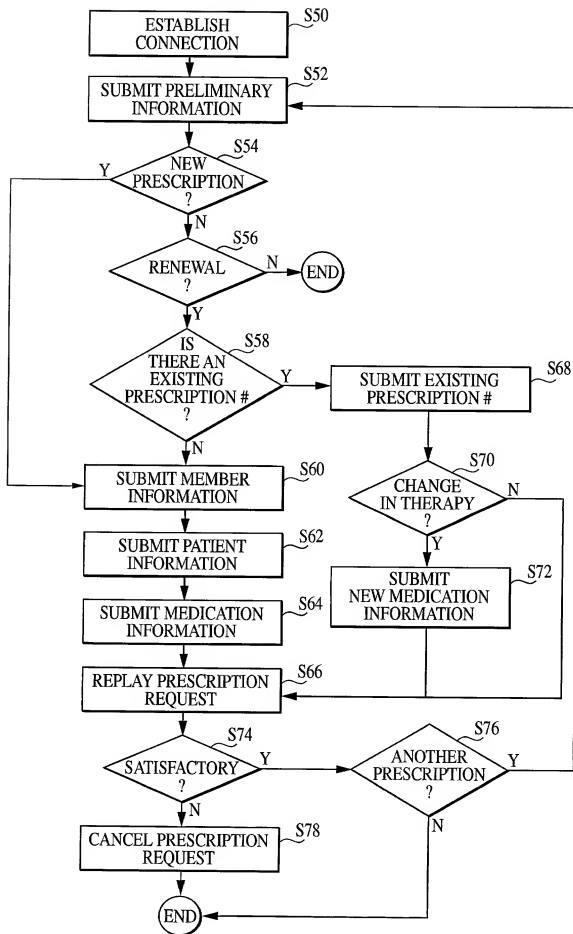 S50
ESTABLISH
CONNECTION
S52
SUBMIT PRELIMINARY
INFORMATION
S54
Y
NEW
PRESCRIPTION
?
N
S56
RENEWAL
?
N
END
Y
S58
IS
THERE AN
EXISTING
PRESCRIPTION #
?
Y
N
S68
SUBMIT EXISTING
PRESCRIPTION #
S60
SUBMIT MEMBER
INFORMATION
S70
CHANGE
IN THERAPY
?
N
Y
S62
SUBMIT PATIENT
INFORMATION
S72
SUBMIT
NEW MEDICATION
INFORMATION
S64
SUBMIT MEDICATION
INFORMATION
S66
REPLAY PRESCRIPTION
REQUEST
S74
SATISFACTORY
?
Y
N
S76
ANOTHER
PRESCRIPTION
?
Y
N
S78
CANCEL PRESCRIPTION
REQUEST
END